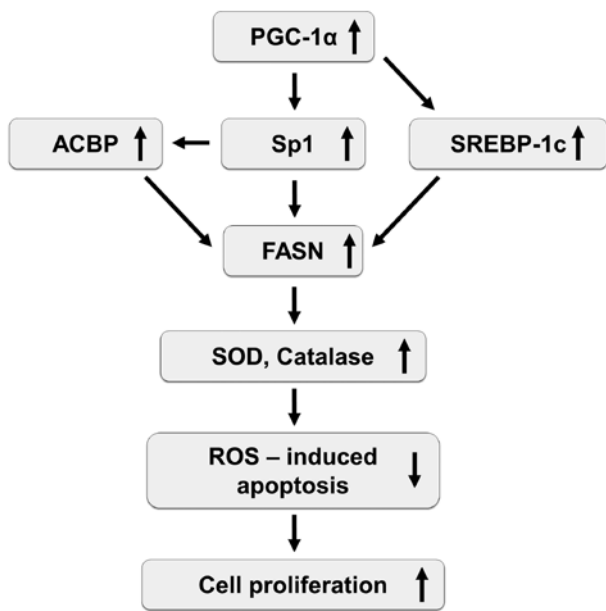 PGC-1α
ACBP
Sp1
SREBP-1c
FASN
SOD, Catalase
ROS – induced
apoptosis
Cell proliferation